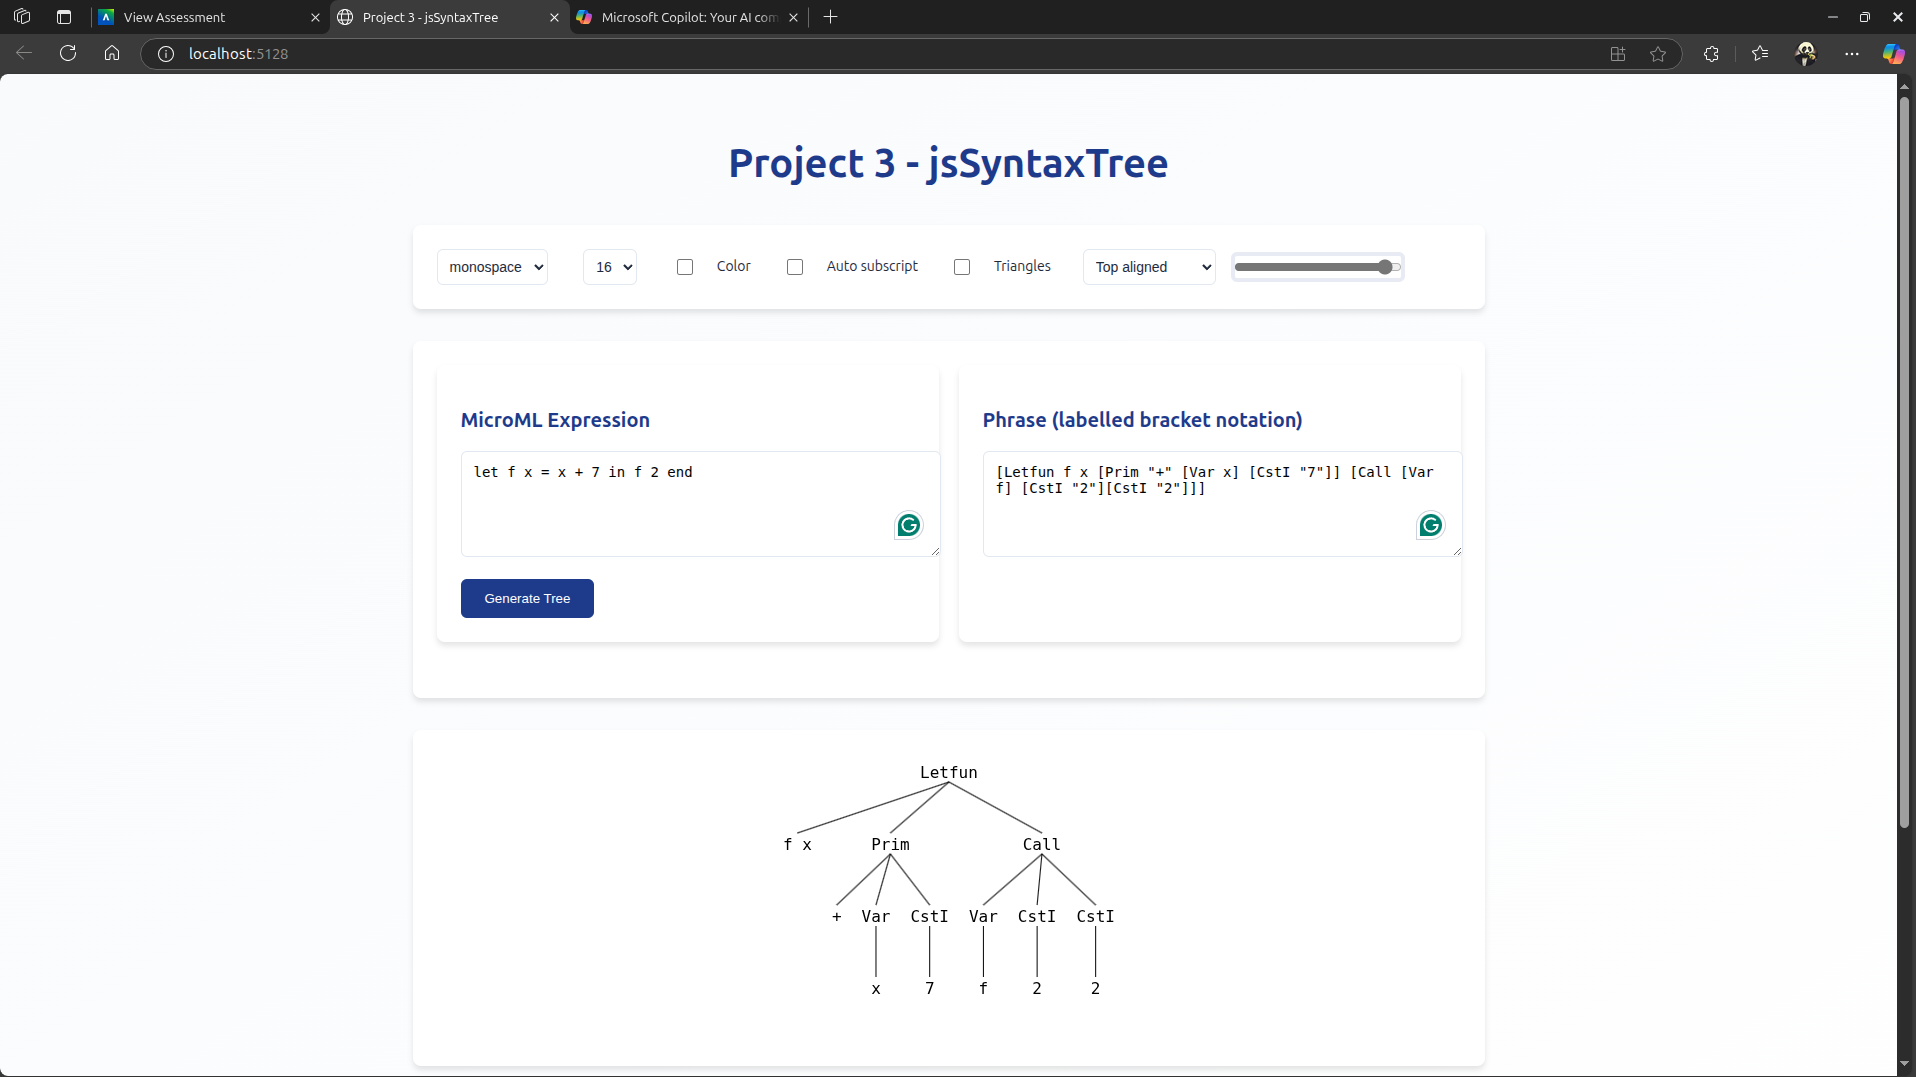 View Assessment
Project 3 - jsSyntaxTree
Microsoft Copilot: Your AI com
localhost:5128
Project 3 - jsSyntaxTree
monospace
16
Color
Auto subscript
Triangles
Top aligned
MicroML Expression
let f x = x + 7 in f 2 end
Generate Tree
Phrase (labelled bracket notation)
[Letfun f x [Prim "+" [Var x] [CstI "7"]] [Call [Var
f] [CstI "2"][CstI "2"]]]
Letfun
f x Prim Call
+ Var CstI Var CstI CstI
x 7 f 2 2